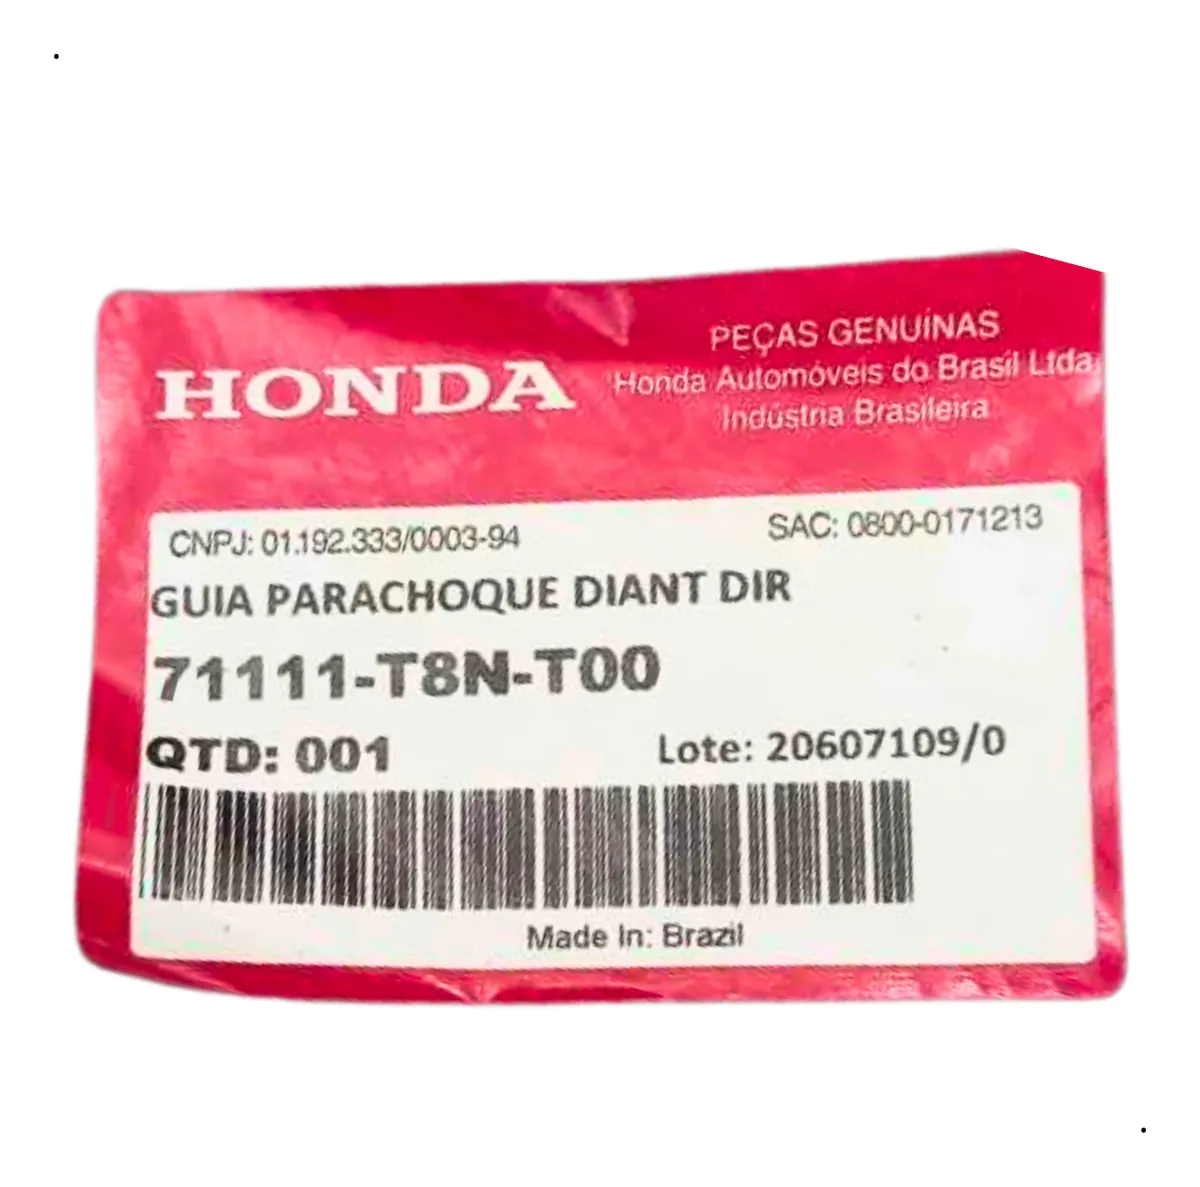 HONDA
PEÇAS GENUÍNAS
Honda Automóveis do Brasil Ltda
Indústria Brasileira
CNPJ: 01.192.333/0003-94
SAC: 0800-0171213
GUIA PARACHOQUE DIANT DIR
71111-T8N-T00
QTD: 001
Lote: 20607109/0
Made In: Brazil